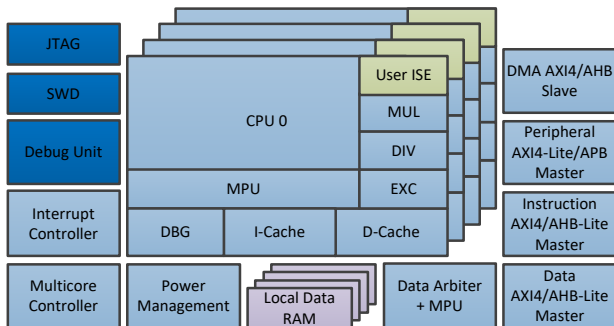 JTAG
SWD
Debug Unit
Interrupt
Controller
Multicore
Controller
CPU 0
User ISE
MUL
DIV
MPU
EXC
DBG
I-Cache
D-Cache
Power
Management
Local Data
RAM
Data Arbiter
+ MPU
DMA AXI4/AHB
Slave
Peripheral
AXI4-Lite/APB
Master
Instruction
AXI4/AHB-Lite
Master
Data
AXI4/AHB-Lite
Master